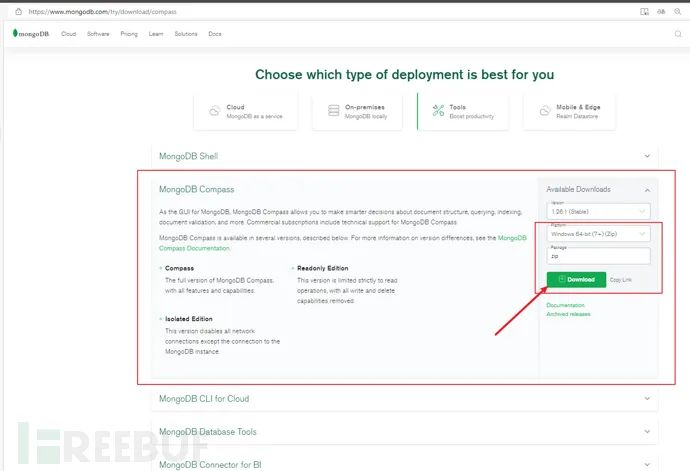 https://www.mongodb.com/try/download/compass
mongoDB
Cloud
Software
Pricing
Learn
Solutions
Docs
Choose which type of deployment is best for you
Cloud
MongoDB as a service
On-premises
MongoDB locally
Tools
Boost productivity
Mobile & Edge
Realm Datastore
MongoDB Shell
MongoDB Compass
As the GUI for MongoDB, MongoDB Compass allows you to make smarter decisions about document structure, querying, indexing,
document validation, and more. Commercial subscriptions include technical support for MongoDB Compass.
MongoDB Compass is available in several versions, described below. For more information on version differences, see the MongoDB
Compass Documentation.
Compass
The full version of MongoDB Compass,
with all features and capabilities.
Readonly Edition
This version is limited strictly to read
operations, with all write and delete
capabilities removed.
Isolated Edition
This version disables all network
connections except the connection to the
MongoDB instance.
Available Downloads
Version
1.26.1 (Stable)
Platform
Windows 64-bit (7+) (Zip)
Package
zip
Download
Copy Link
Documentation
Archived releases
MongoDB CLI for Cloud
MongoDB Database Tools
MongoDB Connector for BI
FREEBUF